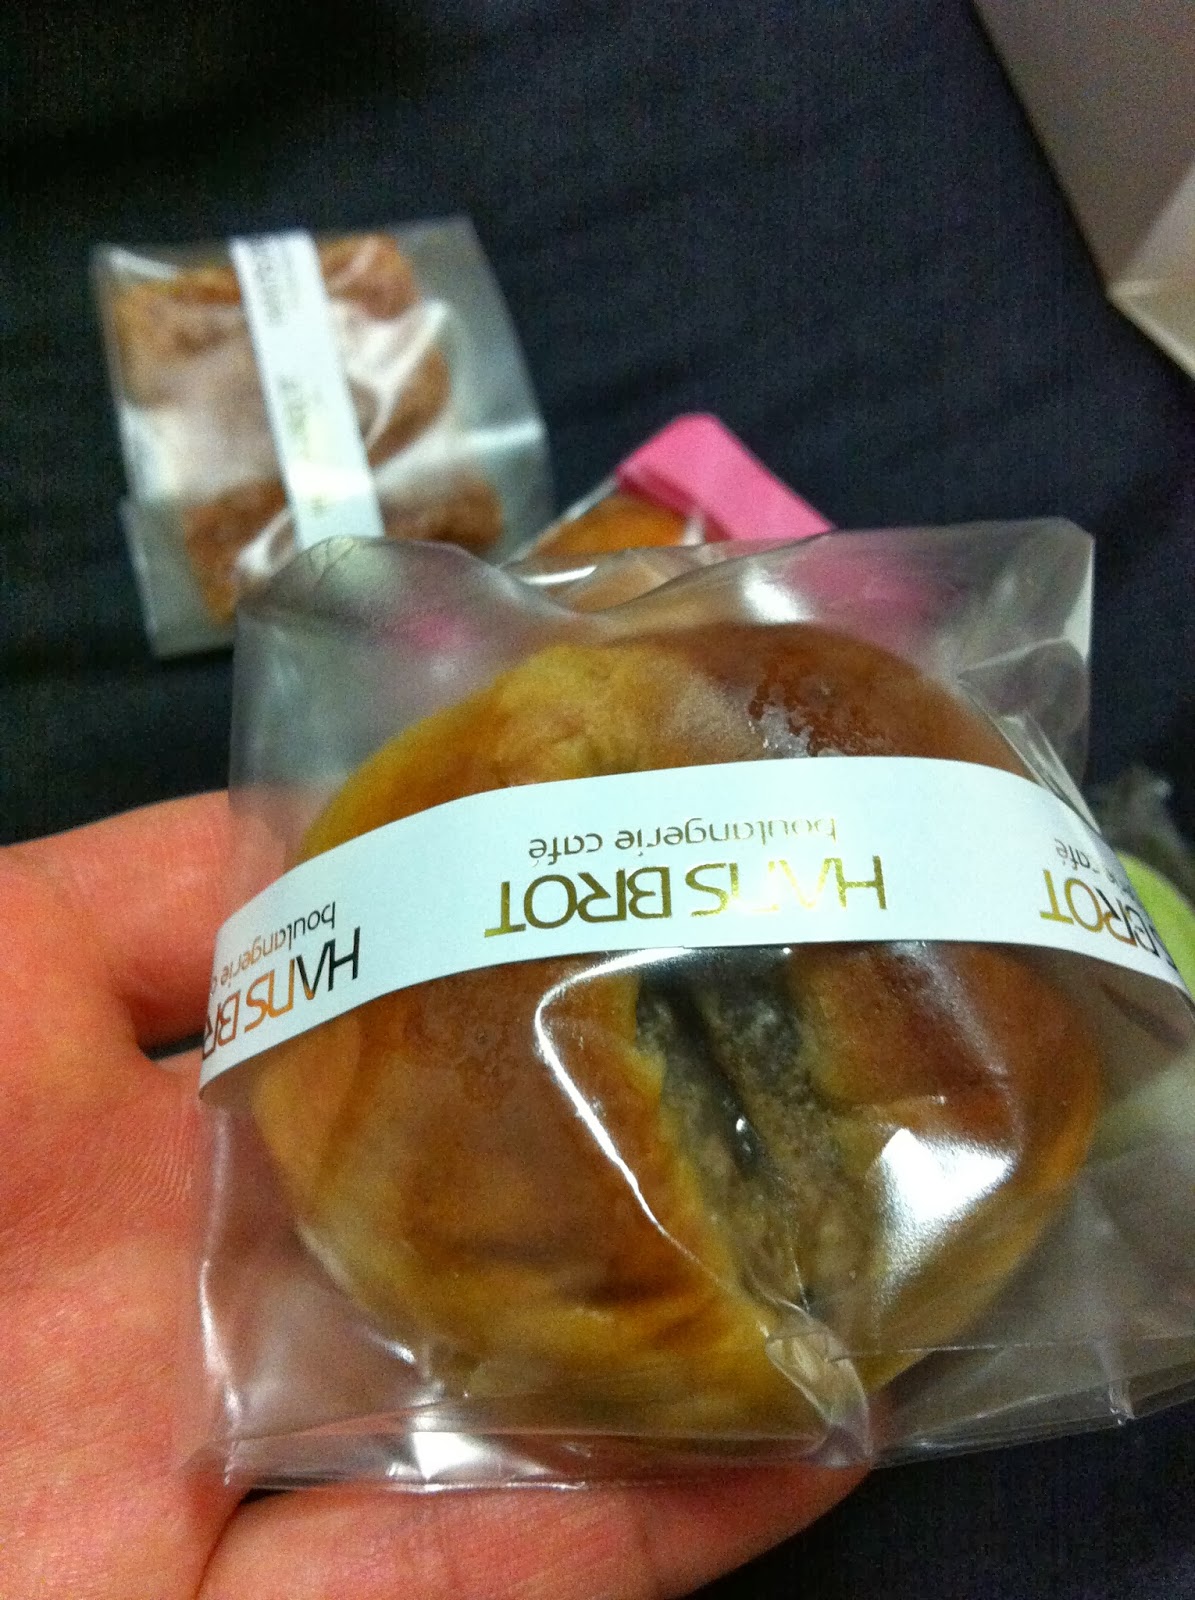 HANS BROT
boulangerie café
HANS BR
boulangerie c
BROT
café